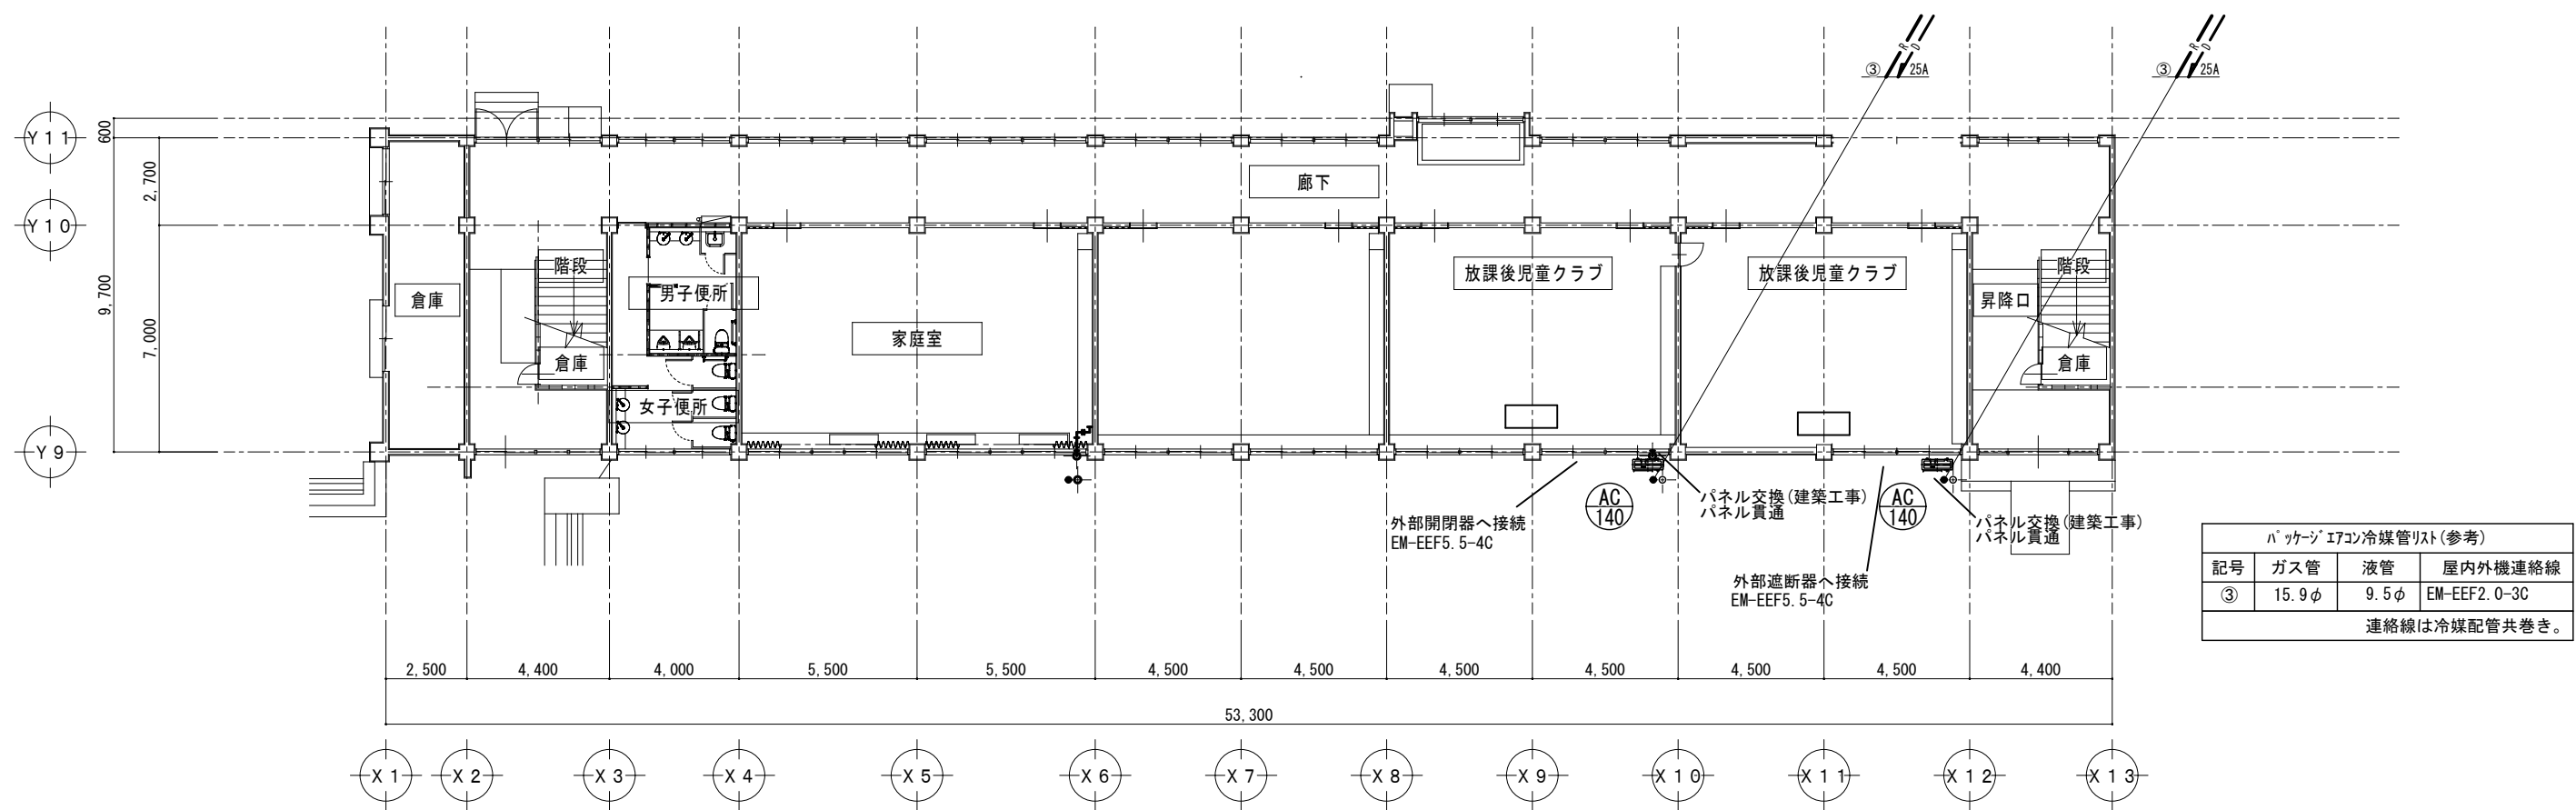 R
D
③
25A
R
D
③
25A
Y11
600
2,700
Y10
9,700
7,000
Y9
廊下
階段
倉庫
男子便所
倉庫
家庭室
女子便所
放課後児童クラブ
放課後児童クラブ
階段
昇降口
倉庫
AC
140
パネル交換(建築工事)
パネル貫通
外部開閉器へ接続
EM-EEF5.5-4C
AC
140
パネル交換(建築工事)
パネル貫通
外部遮断器へ接続
EM-EEF5.5-4C
パッケージエアコン冷媒管リスト(参考)
記号 ガス管 液管 屋内外機連絡線
③ 15.9φ 9.5φ EM-EEF2.0-3C
連絡線は冷媒配管共巻き。
2,500 4,400 4,000 5,500 5,500 4,500 4,500 4,500 4,500 4,500 4,500 4,400
53,300
X1 X2 X3 X4 X5 X6 X7 X8 X9 X10 X11 X12 X13